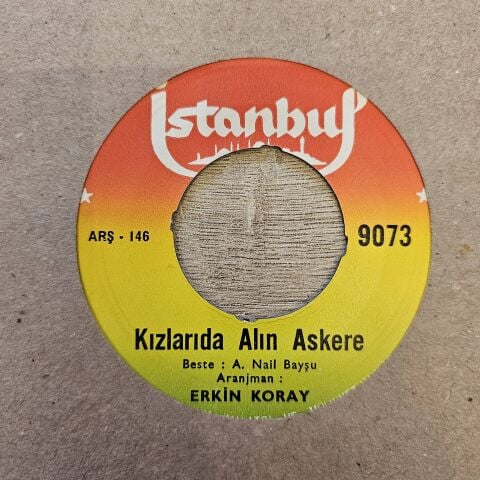 İstanbul
ARŞ - 146
9073
Kızlarıda Alın Askere
Beste : A. Nail Bayşu
Aranjman :
ERKİN KORAY